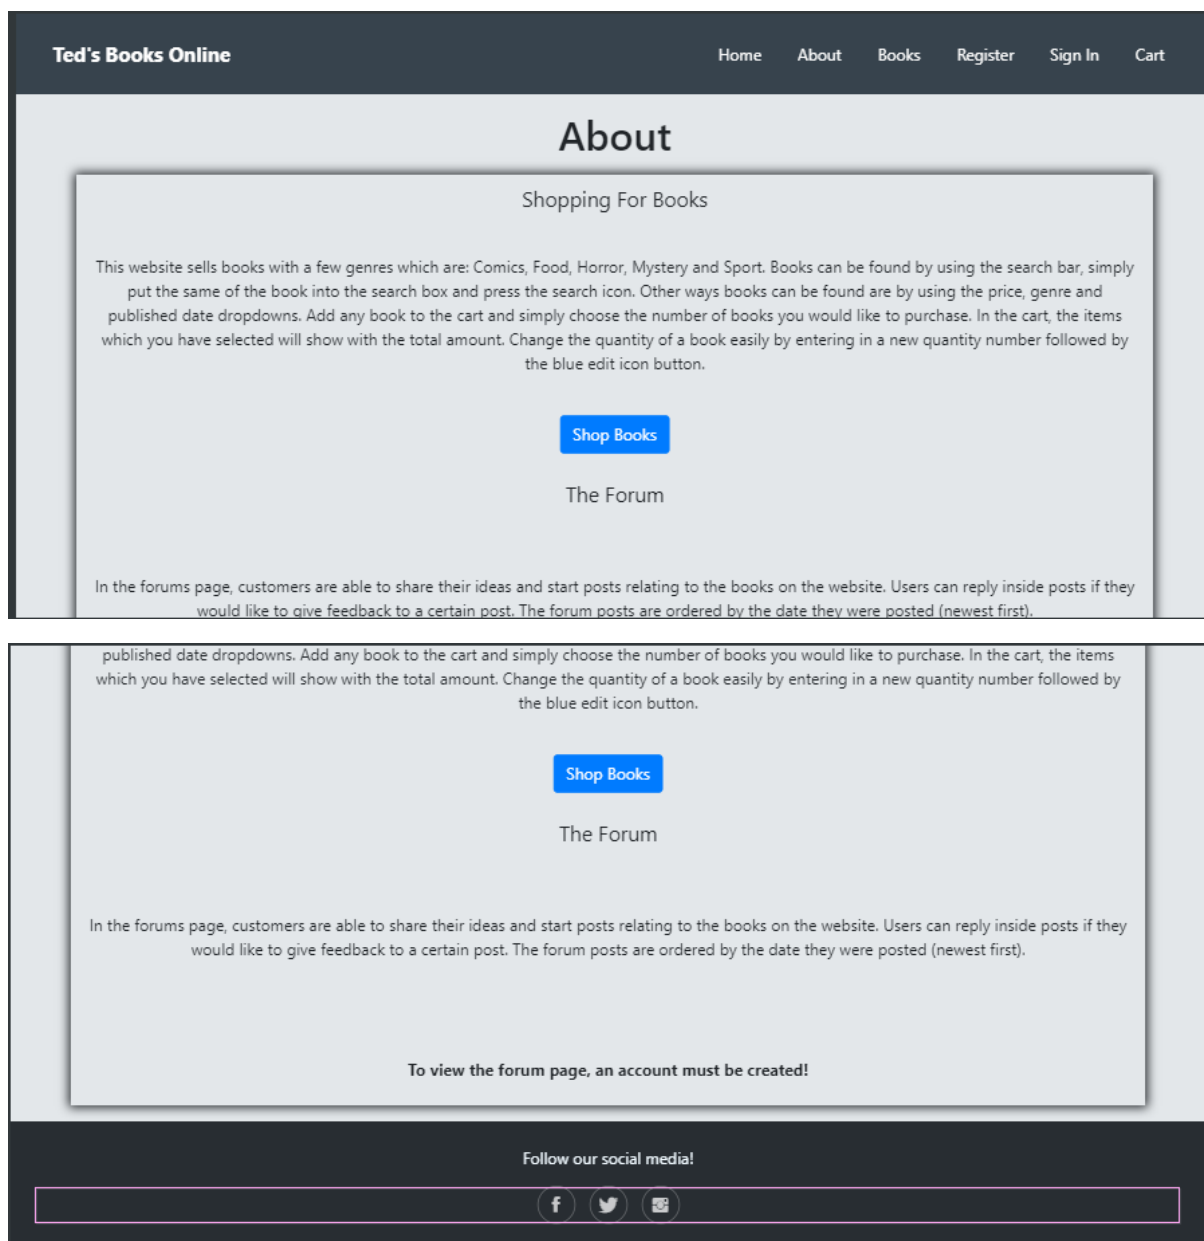 Ted's Books Online
Home About Books Register Sign In Cart
About
Shopping For Books
This website sells books with a few genres which are: Comics, Food, Horror, Mystery and Sport. Books can be found by using the search bar, simply
put the same of the book into the search box and press the search icon. Other ways books can be found are by using the price, genre and
published date dropdowns. Add any book to the cart and simply choose the number of books you would like to purchase. In the cart, the items
which you have selected will show with the total amount. Change the quantity of a book easily by entering in a new quantity number followed by
the blue edit icon button.
Shop Books
The Forum
In the forums page, customers are able to share their ideas and start posts relating to the books on the website. Users can reply inside posts if they
would like to give feedback to a certain post. The forum posts are ordered by the date they were posted (newest first).
published date dropdowns. Add any book to the cart and simply choose the number of books you would like to purchase. In the cart, the items
which you have selected will show with the total amount. Change the quantity of a book easily by entering in a new quantity number followed by
the blue edit icon button.
Shop Books
The Forum
In the forums page, customers are able to share their ideas and start posts relating to the books on the website. Users can reply inside posts if they
would like to give feedback to a certain post. The forum posts are ordered by the date they were posted (newest first).
To view the forum page, an account must be created!
Follow our social media!